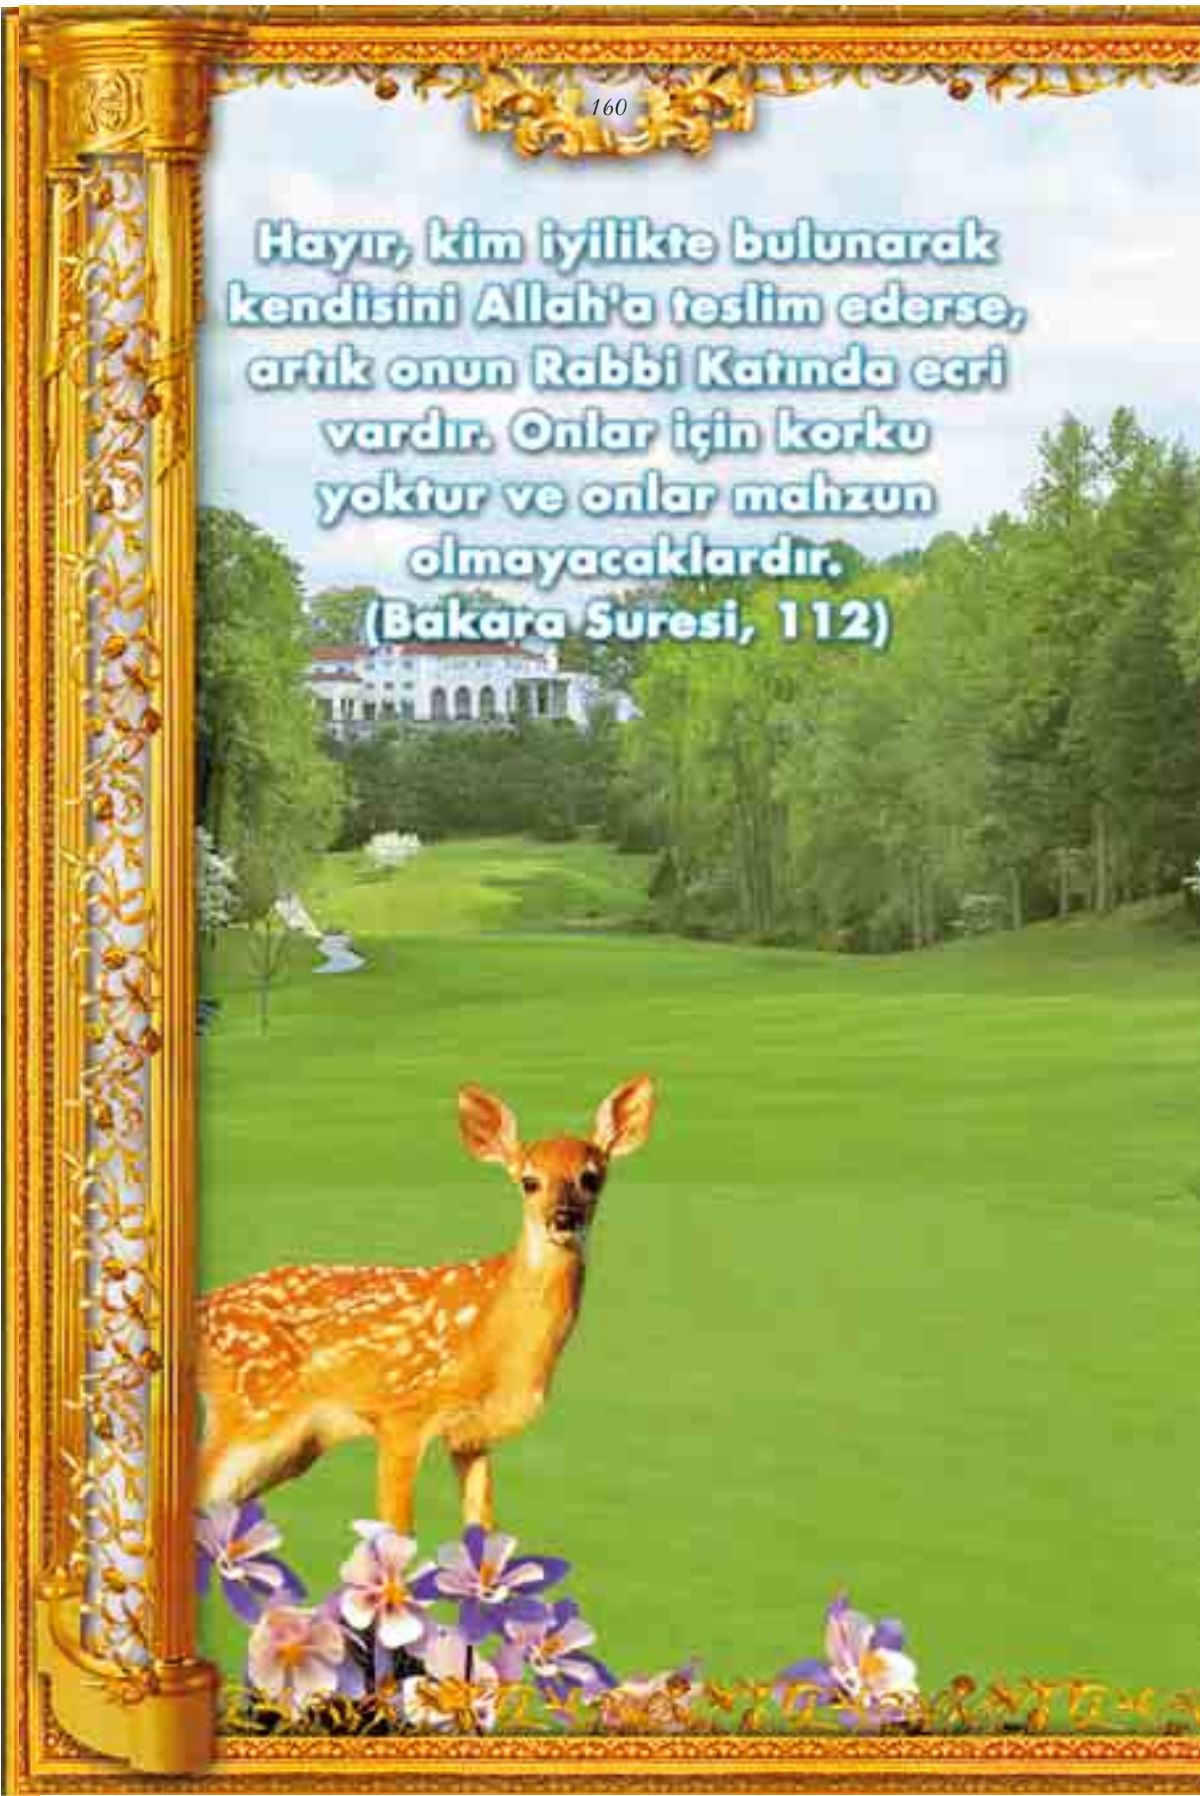 160
Hayır, kim iyilikte bulunarak
kendisini Allah'a teslim ederse,
artık onun Rabbi Katında ecri
vardır. Onlar için korku
yoktur ve onlar mahzun
olmayacaklardır.
(Bakara Suresi, 112)